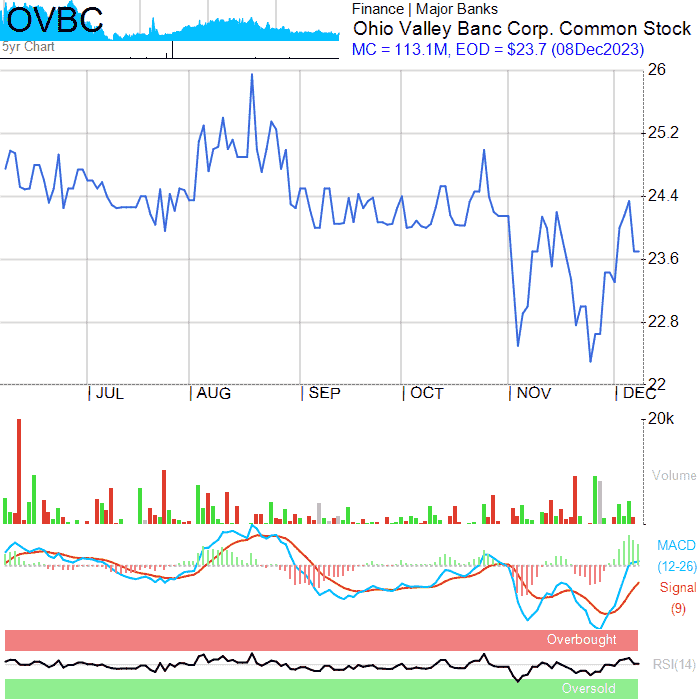 OVBC
5yr Chart
Finance | Major Banks
Ohio Valley Banc Corp. Common Stock
MC = 113.1M, EOD = $23.7 (08Dec2023)
26
25.2
24.4
23.6
22.8
22
JUL AUG SEP OCT NOV DEC
20k
Volume
MACD
(12-26)
Signal
(9)
Overbought
RSI(14)
Oversold